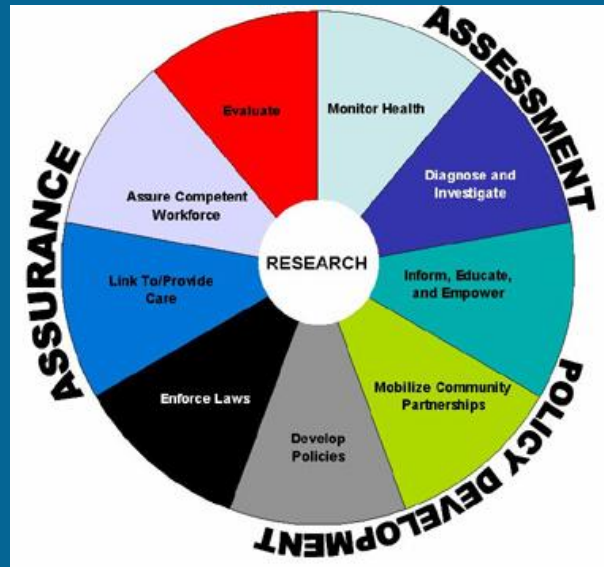 ASSESSMENT
Monitor Health
Diagnose and
Investigate
POLICY DEVELOPMENT
Inform, Educate,
and Empower
Mobilize Community
Partnerships
Develop
Policies
ASSURANCE
Enforce Laws
Link To/Provide
Care
Assure Competent
Workforce
Evaluate
RESEARCH